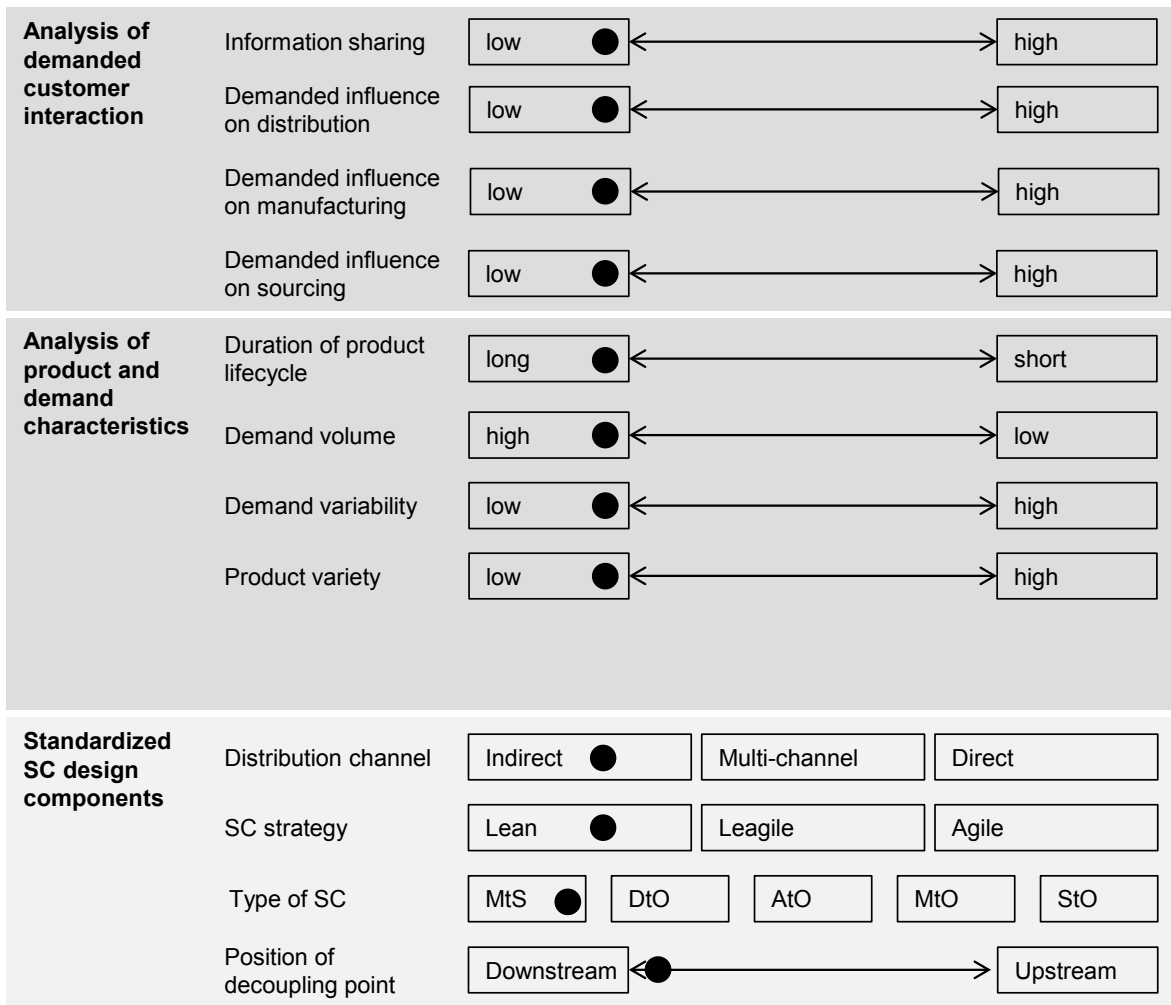 Analysis of
demanded
customer
interaction
Information sharing
low
high
Demanded influence
on distribution
low
high
Demanded influence
on manufacturing
low
high
Demanded influence
on sourcing
low
high
Analysis of
product and
demand
characteristics
Duration of product
lifecycle
long
short
Demand volume
high
low
Demand variability
low
high
Product variety
low
high
Standardized
SC design
components
Distribution channel
Indirect
Multi-channel
Direct
SC strategy
Lean
Leagile
Agile
Type of SC
MtS
DtO
AtO
MtO
StO
Position of
decoupling point
Downstream
Upstream